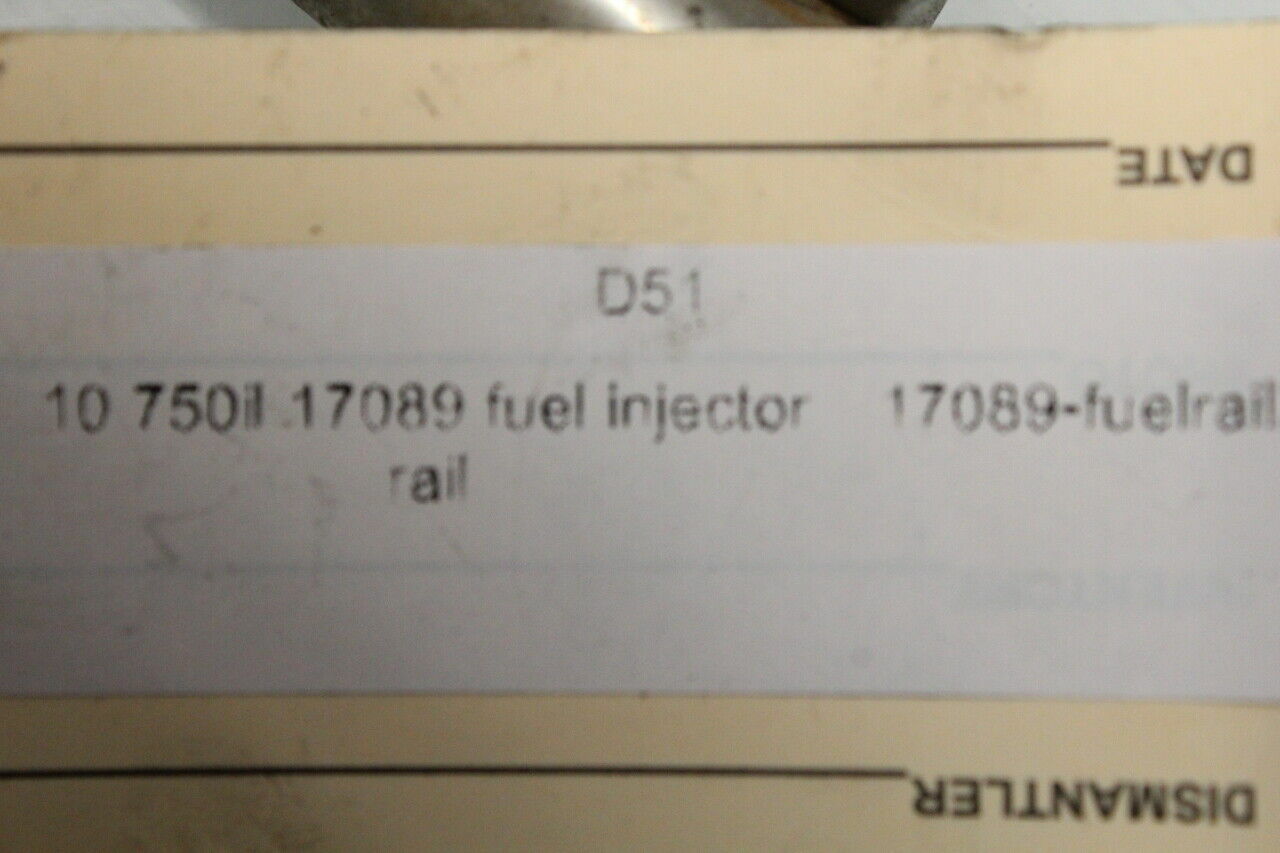 DATE
D51
10 750il 17089 fuel injector 17089-fuelrail
rail
DISMANTLER